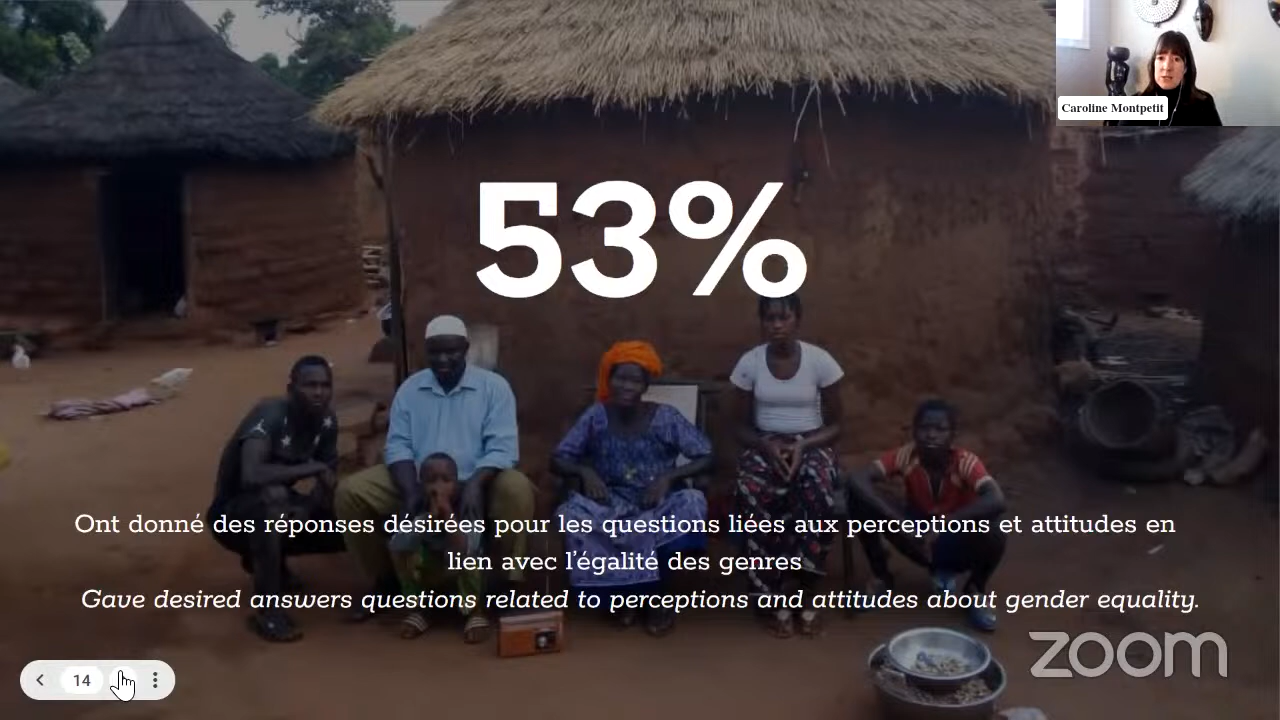 Caroline Montpetit
53%
Ont donné des réponses désirées pour les questions liées aux perceptions et attitudes en
lien avec l'égalité des genres
Gave desired answers questions related to perceptions and attitudes about gender equality.
zoom
14